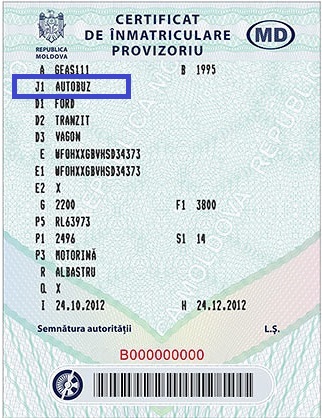 CERTIFICAT
DE ÎNMATRICULARE
PROVIZORIU
REPUBLICA
MOLDOVA
MD
A GEAS111 B 1995
J1 AUTOBUZ
D1 FORD
D2 TRANZIT
D3 VAGON
E WFOHXXGBVHSD34373
E1 WFOHXXGBVHSD34373
E2 X
G 2200 F1 3800
P5 RL63973
P1 2496 S1 14
P3 MOTORINĂ
R ALBASTRU
Q X
I 24.10.2012 H 24.12.2012
Semnătura autorității L.Ș.
B000000000